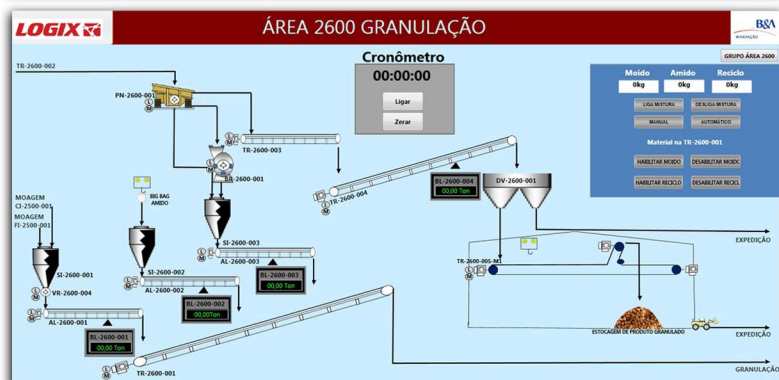 LOGIX
ÁREA 2600 GRANULAÇÃO
B&A
MINERAÇÃO
GRUPO ÁREA 2600
Cronômetro
00:00:00
Ligar
Zerar
Moido
Amido
Reciclo
0kg
0kg
0kg
LIGA MISTURA
DESLIGA MISTURA
MANUAL
AUTOMÁTICO
Material na TR-2600-001
HABILITAR MOIDO
DESABILITAR MOIDC
HABILITAR RECICLO
DESABILITAR RECICL
TR-2600-002
PN-2600-001
L
M
TR-2600-003
L
M
BR-2600-001
L
M
TR-2600-004
L
M
BL-2600-004
00,00 Ton
DV-2600-001
EXPEDIÇÃO
BIG BAG
AMIDO
MOAGEM
CI-2500-001
MOAGEM
FI-2500-001
SI-2600-001
SI-2600-002
SI-2600-003
AL-2600-003
AL-2600-002
VR-2600-004
L
M
AL-2600-001
L
M
BL-2600-003
00,00 Ton
BL-2600-002
00,00Ton
BL-2600-001
00,00 Ton
TR-2600-001
L
M
TR-2600-005-M1
L
M
ESTOCAGEM DE PRODUTO GRANULADO
EXPEDIÇÃO
GRANULAÇÃO